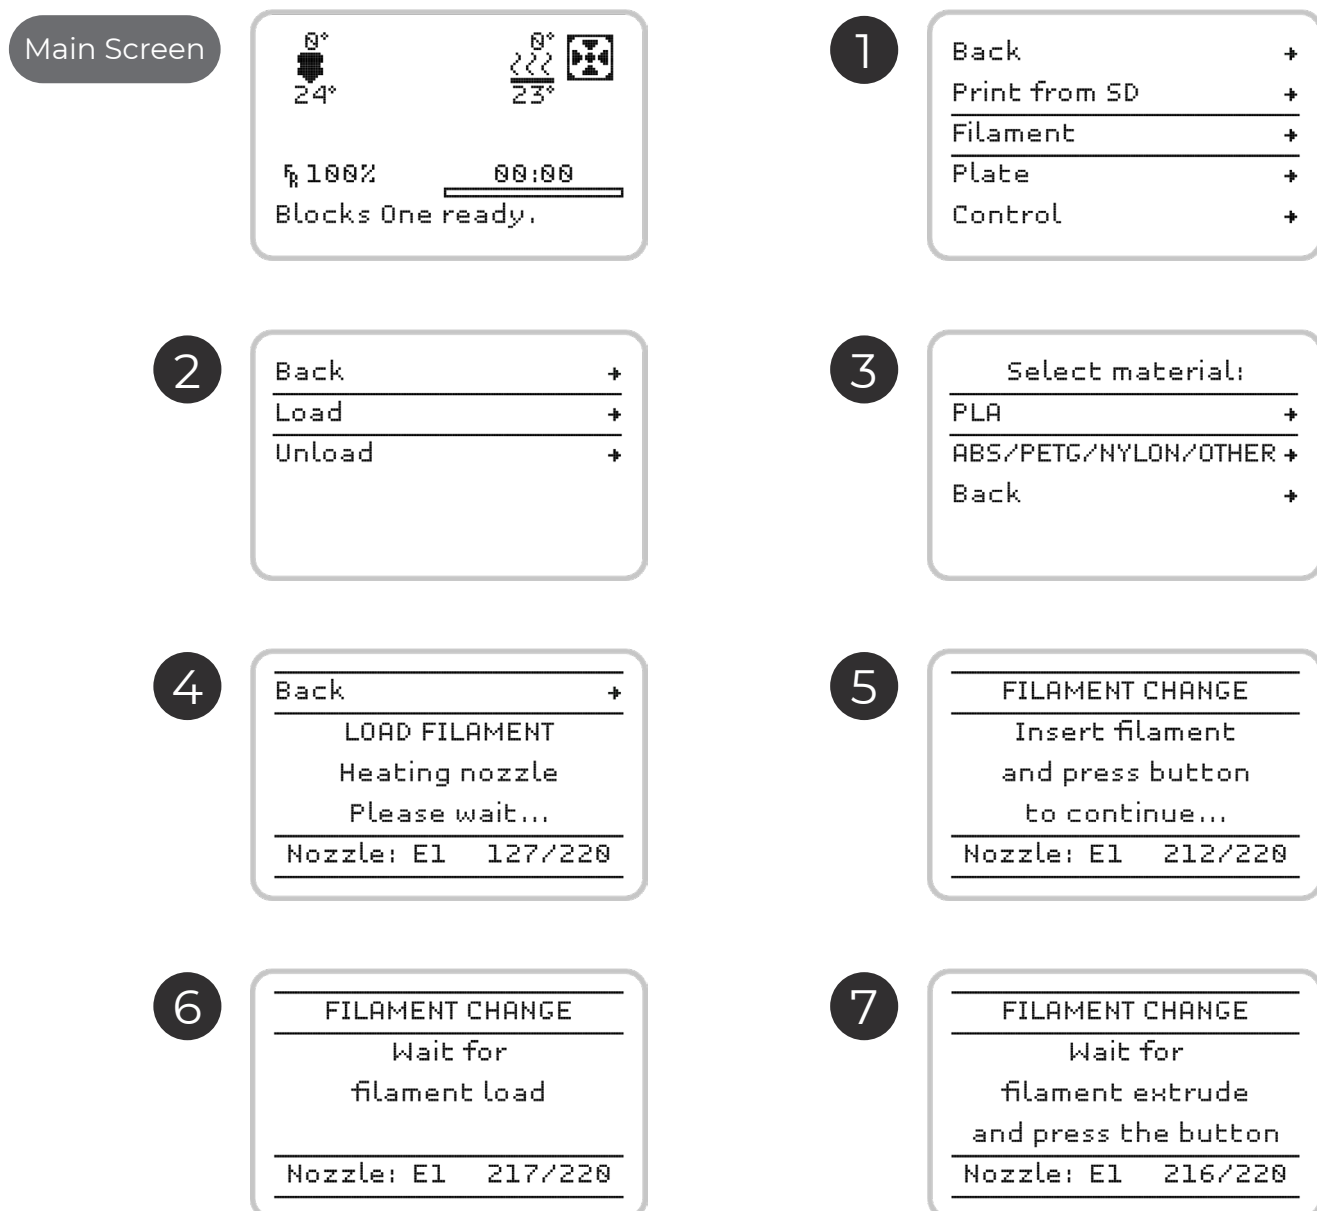 Main Screen
0° 0°
24° 23°
FR 100% 00:00
Blocks One ready.
1
Back
Print from SD
Filament
Plate
Control
2
Back
Load
Unload
3
Select material:
PLA
ABS/PETG/NYLON/OTHER
Back
4
Back
LOAD FILAMENT
Heating nozzle
Please wait...
Nozzle: E1 127/220
5
FILAMENT CHANGE
Insert filament
and press button
to continue...
Nozzle: E1 212/220
6
FILAMENT CHANGE
Wait for
filament load
Nozzle: E1 217/220
7
FILAMENT CHANGE
Wait for
filament extrude
and press the button
Nozzle: E1 216/220